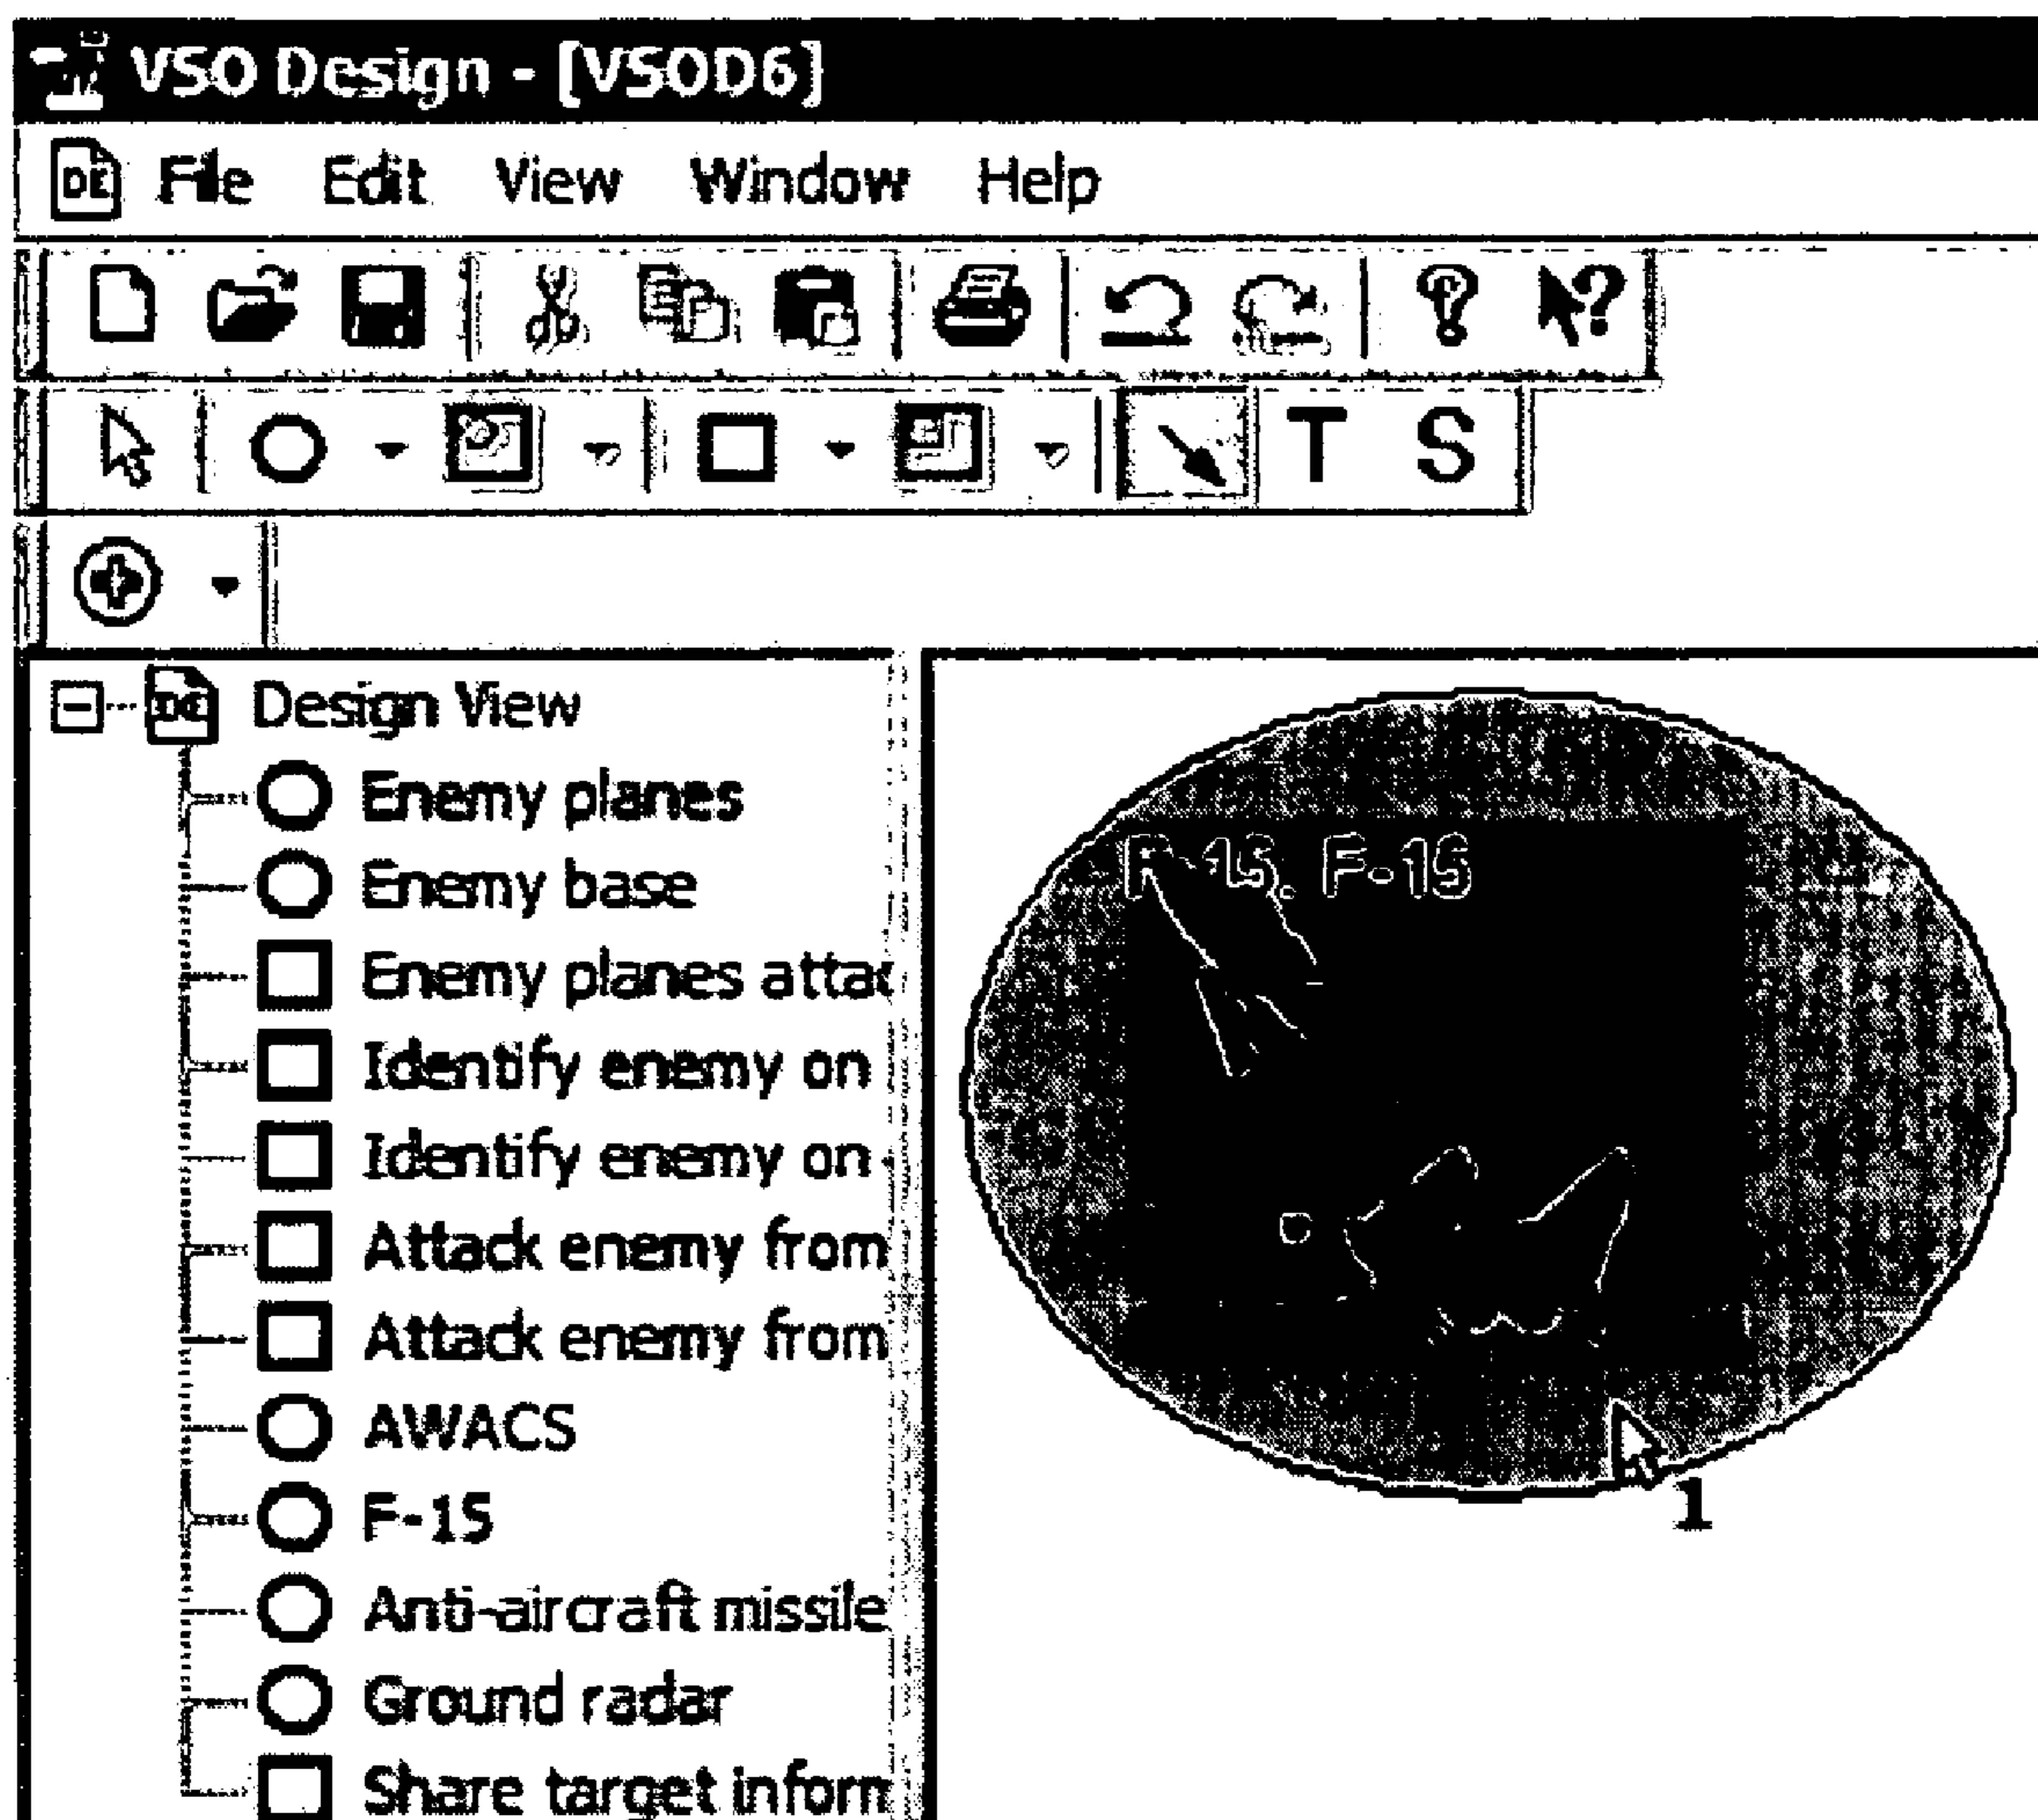 VSO Design - [VSOD6]
File Edit View Window Help
T S
Design View
Enemy planes
Enemy base
F-15, F-15
Enemy planes attac
Identify enemy on
Identify enemy on
Attack enemy from
Attack enemy from
AWACS
F-15
1
Anti-aircraft missile
Ground radar
Share target inform